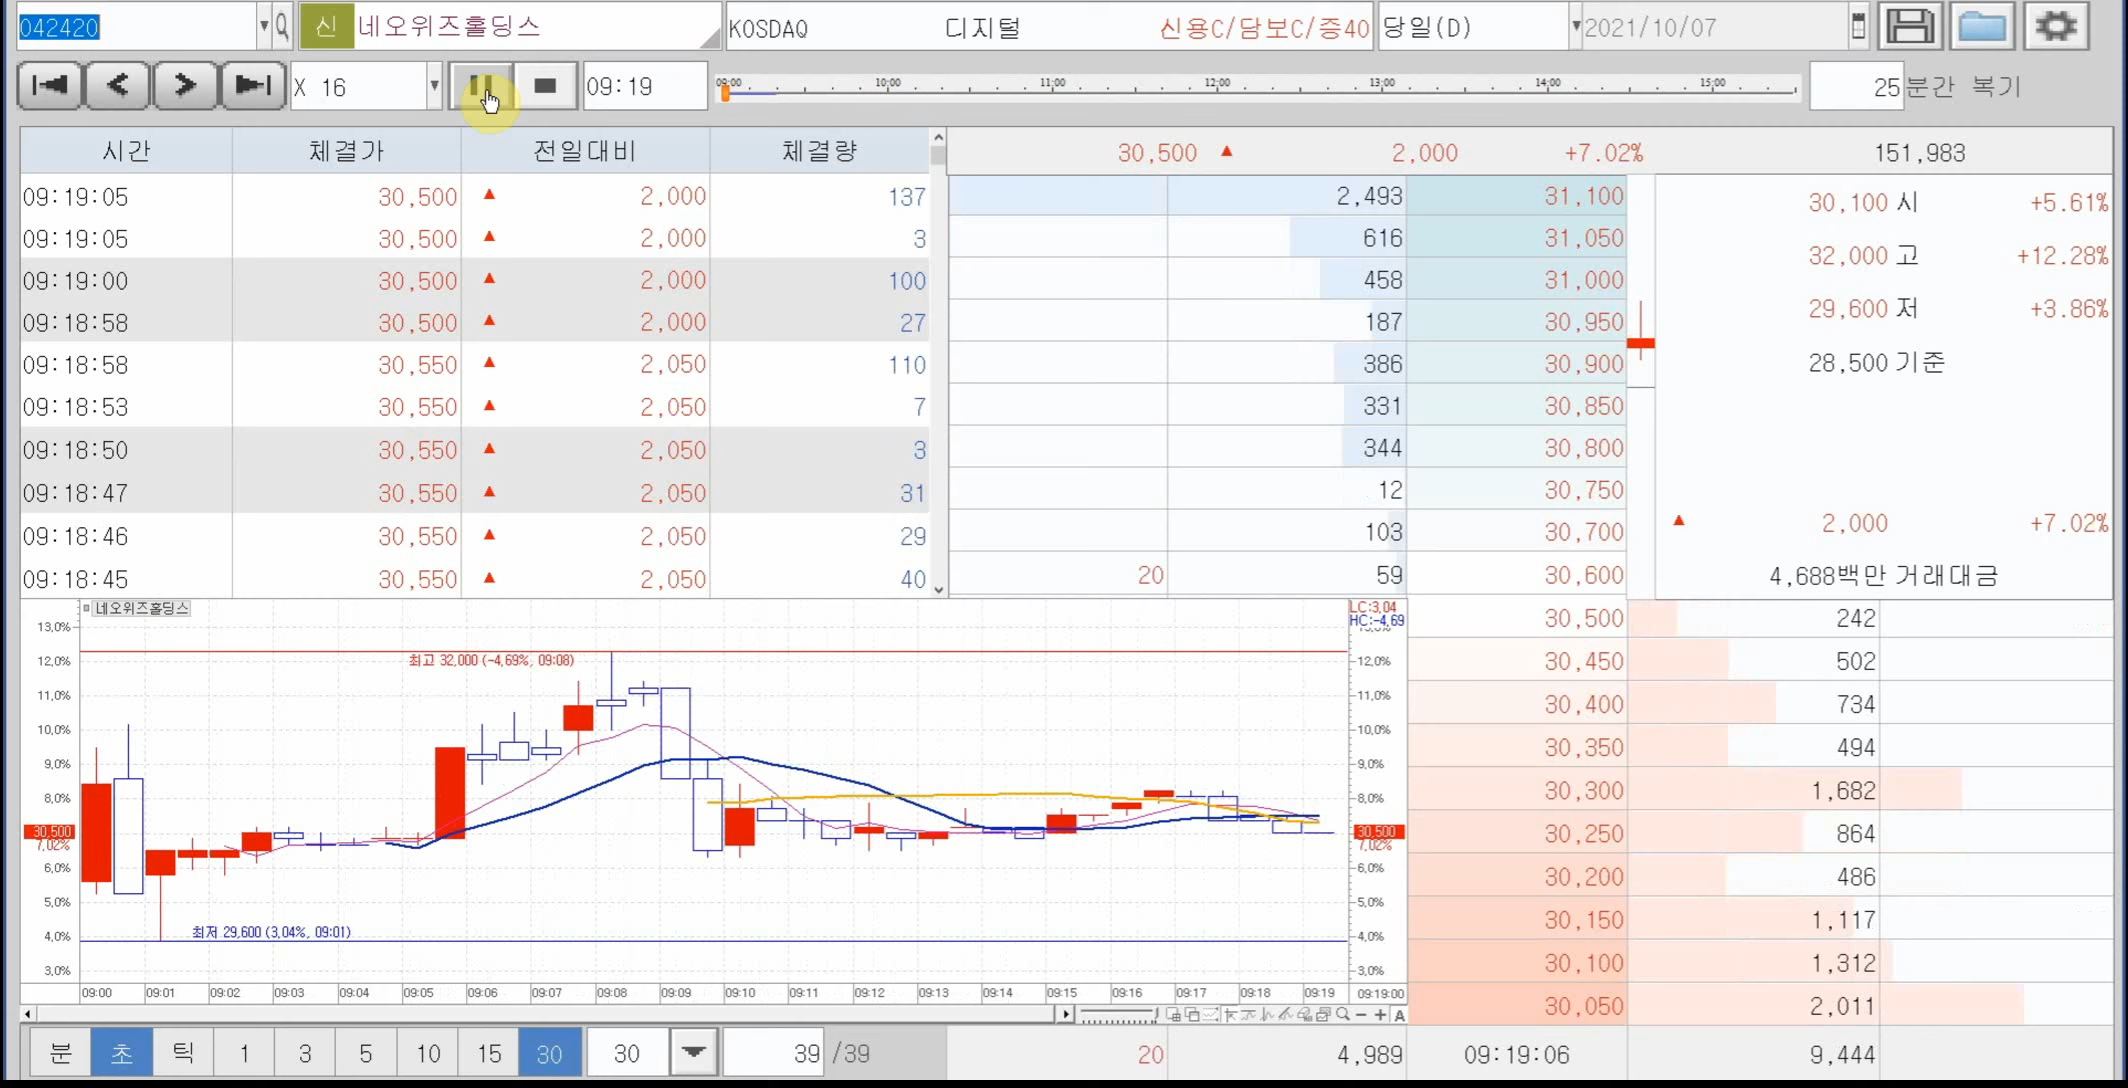 042420 신 네오위즈홀딩스 KOSDAQ 디지털 신용C/담보C/증40 당일(D) 2021/10/07
X 16 09:19 09:00 10:00 11:00 12:00 13:00 14:00 15:00 25 분간 복기
시간 체결가 전일대비 체결량
09:19:05 30,500 ▲ 2,000 137
09:19:05 30,500 ▲ 2,000 3
09:19:00 30,500 ▲ 2,000 100
09:18:58 30,500 ▲ 2,000 27
09:18:58 30,550 ▲ 2,050 110
09:18:53 30,550 ▲ 2,050 7
09:18:50 30,550 ▲ 2,050 3
09:18:47 30,550 ▲ 2,050 31
09:18:46 30,550 ▲ 2,050 29
09:18:45 30,550 ▲ 2,050 40
30,500 ▲ 2,000 +7.02% 151,983
2,493 31,100
616 31,050
458 31,000
187 30,950
386 30,900
331 30,850
344 30,800
12 30,750
103 30,700
20 59 30,600
30,100 시 +5.61%
32,000 고 +12.28%
29,600 저 +3.86%
28,500 기준
▲ 2,000 +7.02%
4,688백만 거래대금
30,500 242
30,450 502
30,400 734
30,350 494
30,300 1,682
30,250 864
30,200 486
30,150 1,117
30,100 1,312
30,050 2,011
네오위즈홀딩스
LC:3,04
HC:-4,69
최고 32,000 (-4,69%, 09:08)
최저 29,600 (3,04%, 09:01)
13,0%
12,0% 12,0%
11,0% 11,0%
10,0% 10,0%
9,0% 9,0%
8,0% 8,0%
30,500 30,500
7,02% 7,02%
6,0% 6,0%
5,0% 5,0%
4,0% 4,0%
3,0% 3,0%
09:00 09:01 09:02 09:03 09:04 09:05 09:06 09:07 09:08 09:09 09:10 09:11 09:12 09:13 09:14 09:15 09:16 09:17 09:18 09:19 09:19:00
A
분 초 틱 1 3 5 10 15 30 30 39 /39
20 4,989 09:19:06 9,444